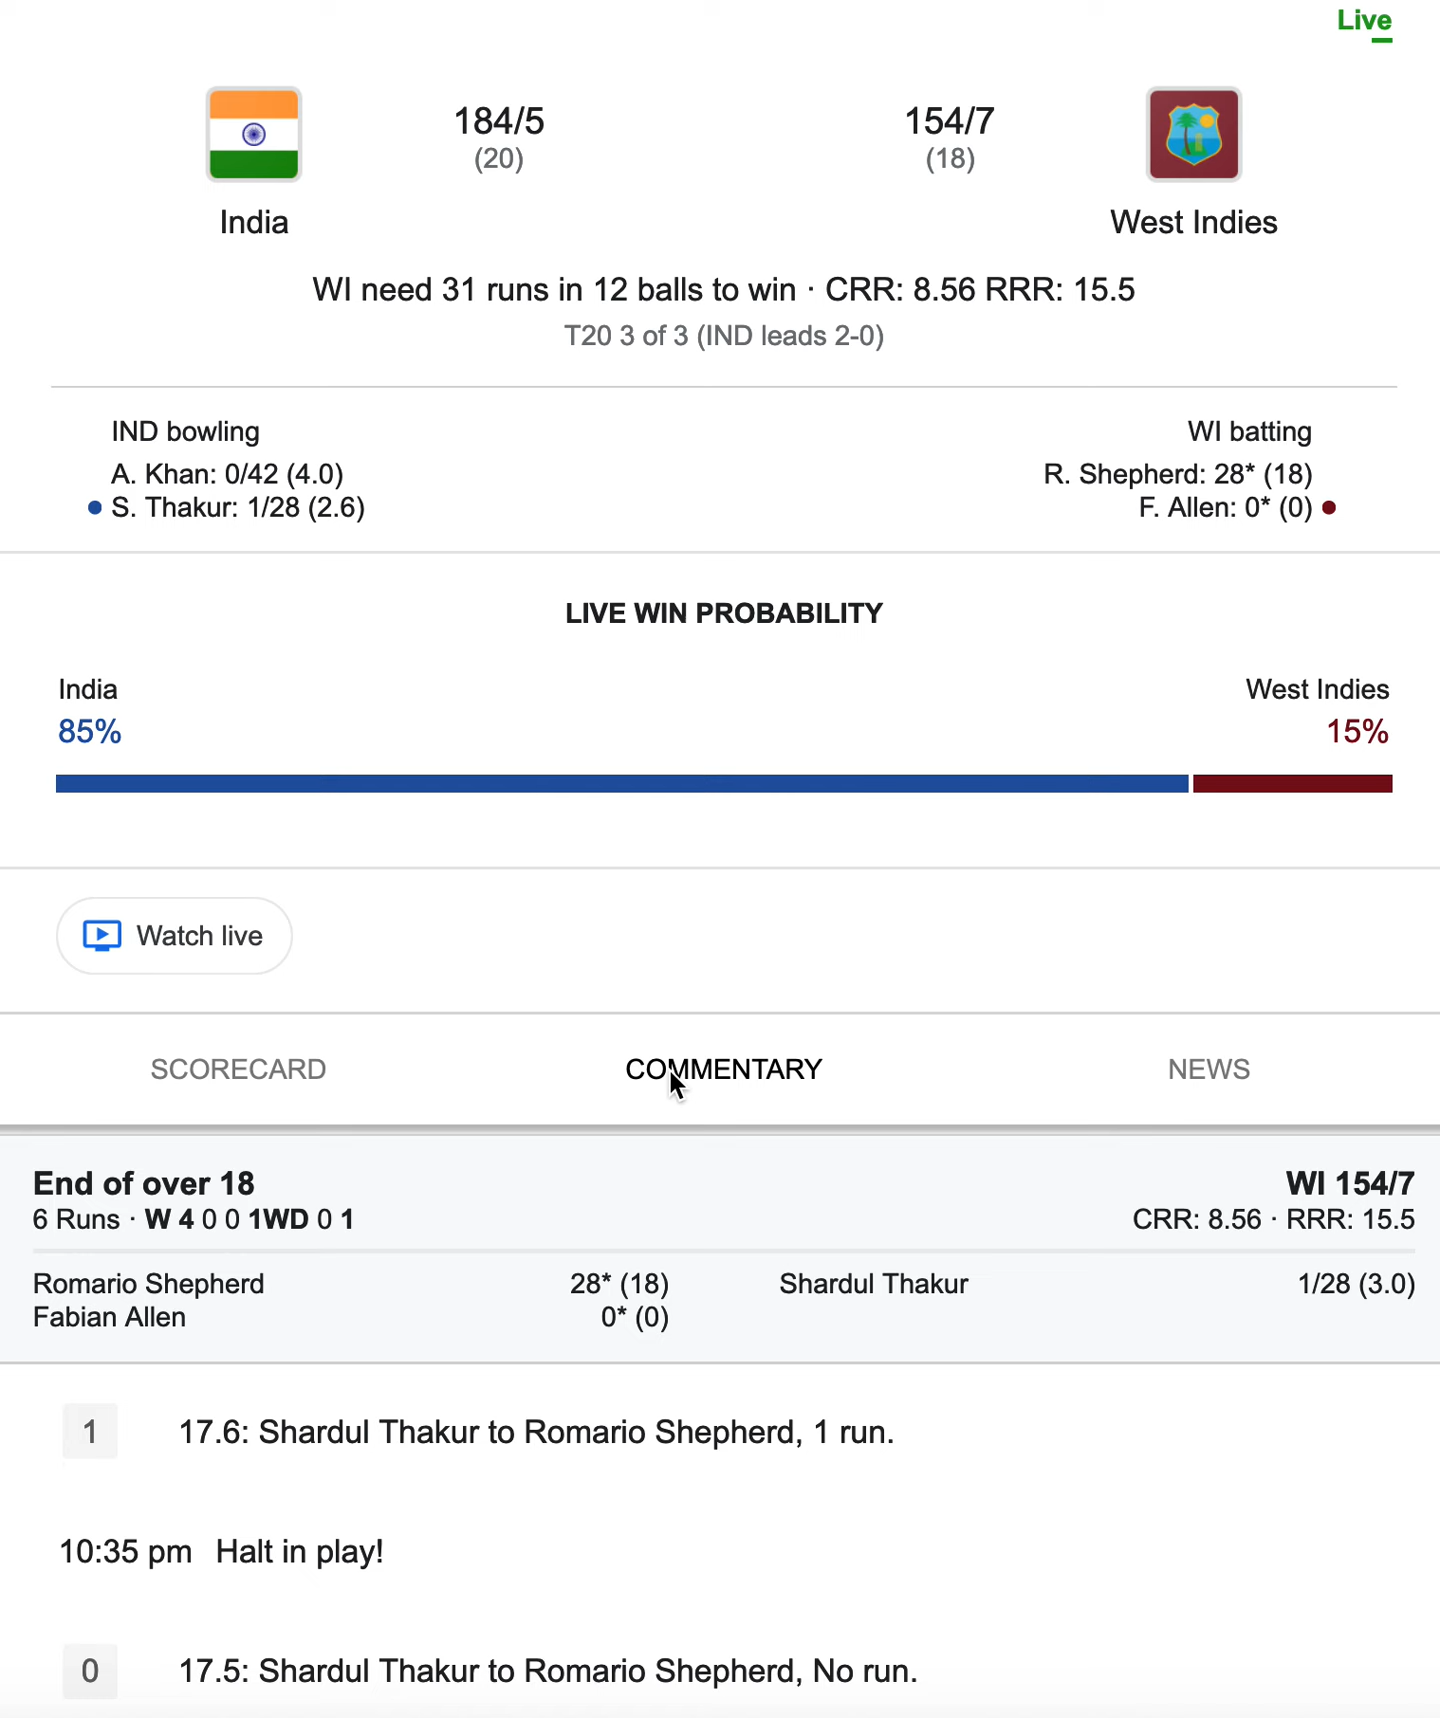 Live
184/5
(20)
154/7
(18)
India
West Indies
WI need 31 runs in 12 balls to win · CRR: 8.56 RRR: 15.5
T20 3 of 3 (IND leads 2-0)
IND bowling
A. Khan: 0/42 (4.0)
S. Thakur: 1/28 (2.6)
WI batting
R. Shepherd: 28* (18)
F. Allen: 0* (0)
LIVE WIN PROBABILITY
India
85%
West Indies
15%
Watch live
SCORECARD
COMMENTARY
NEWS
End of over 18
WI 154/7
6 Runs · W 4 0 0 1WD 0 1
CRR: 8.56 · RRR: 15.5
Romario Shepherd 28* (18)
Fabian Allen 0* (0)
Shardul Thakur 1/28 (3.0)
1 17.6: Shardul Thakur to Romario Shepherd, 1 run.
10:35 pm Halt in play!
0 17.5: Shardul Thakur to Romario Shepherd, No run.